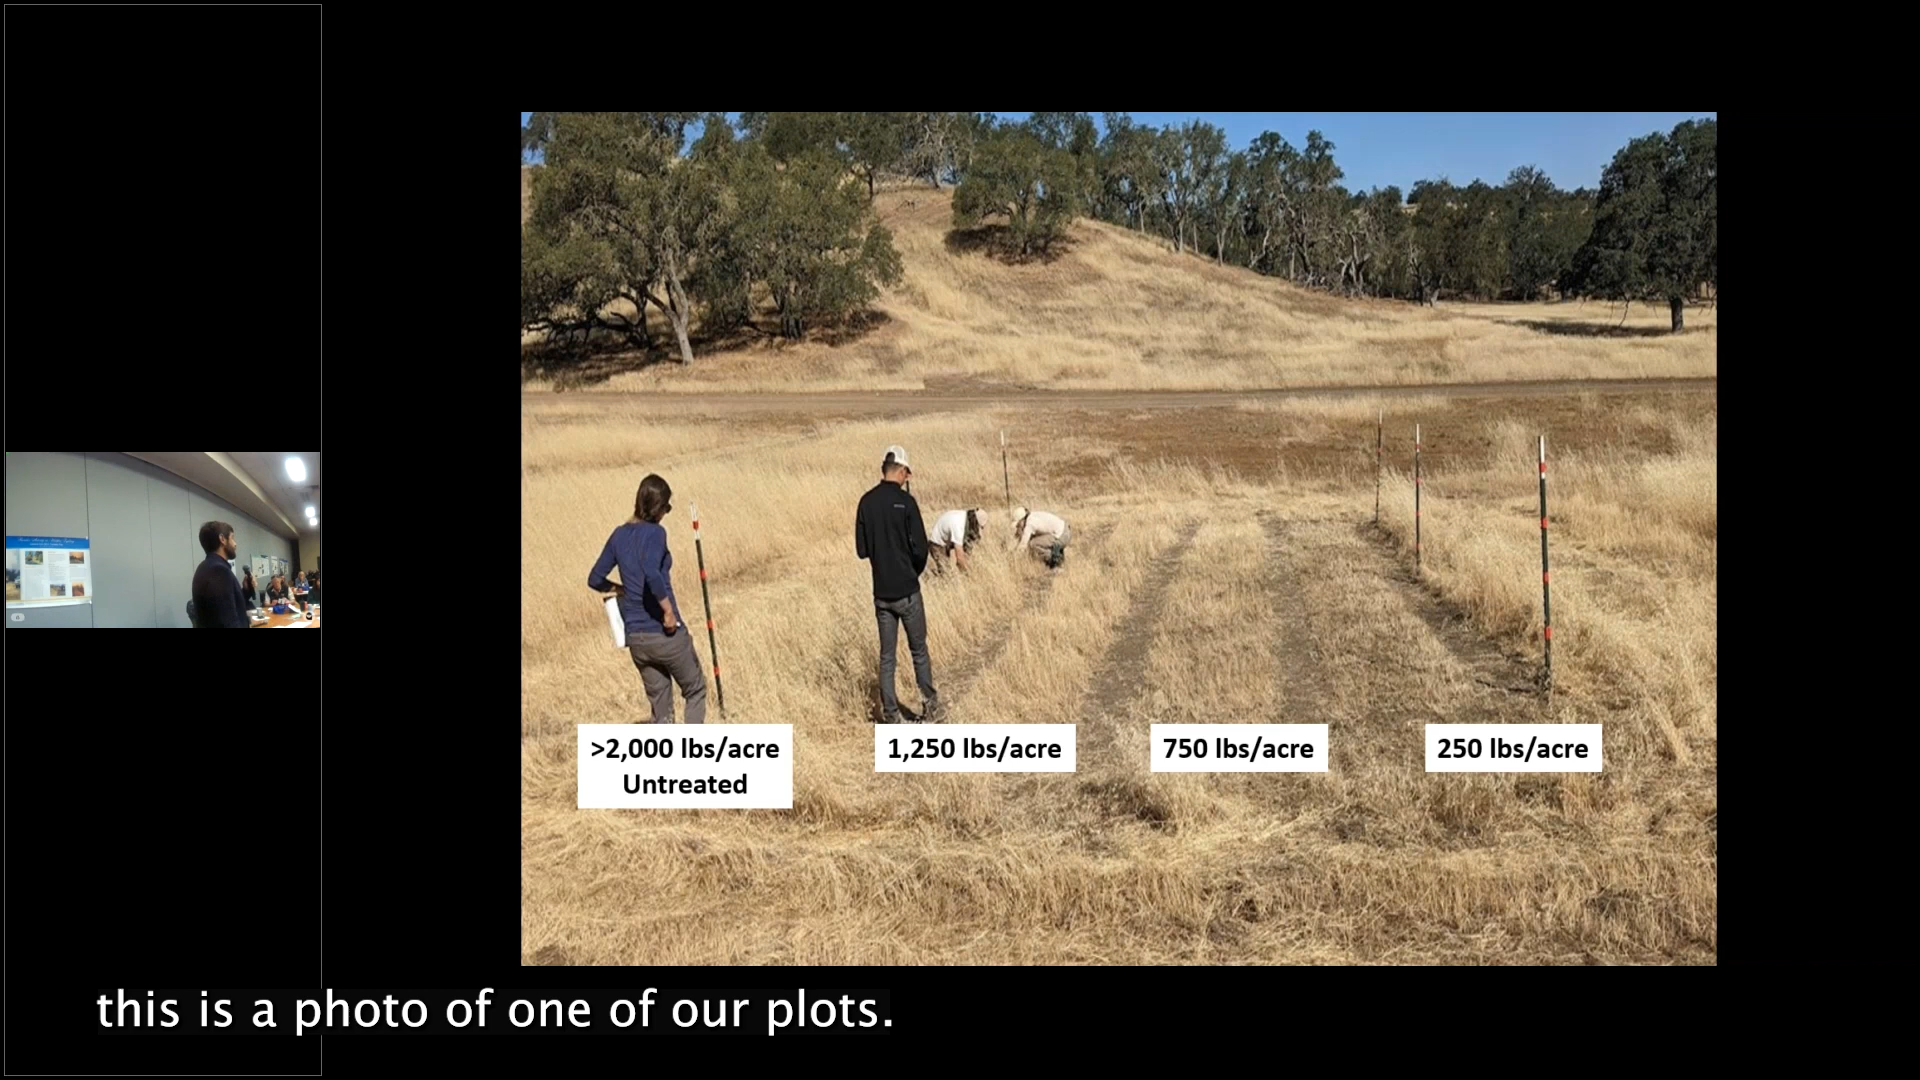 >2,000 lbs/acre
Untreated
1,250 lbs/acre
750 lbs/acre
250 lbs/acre
this is a photo of one of our plots.